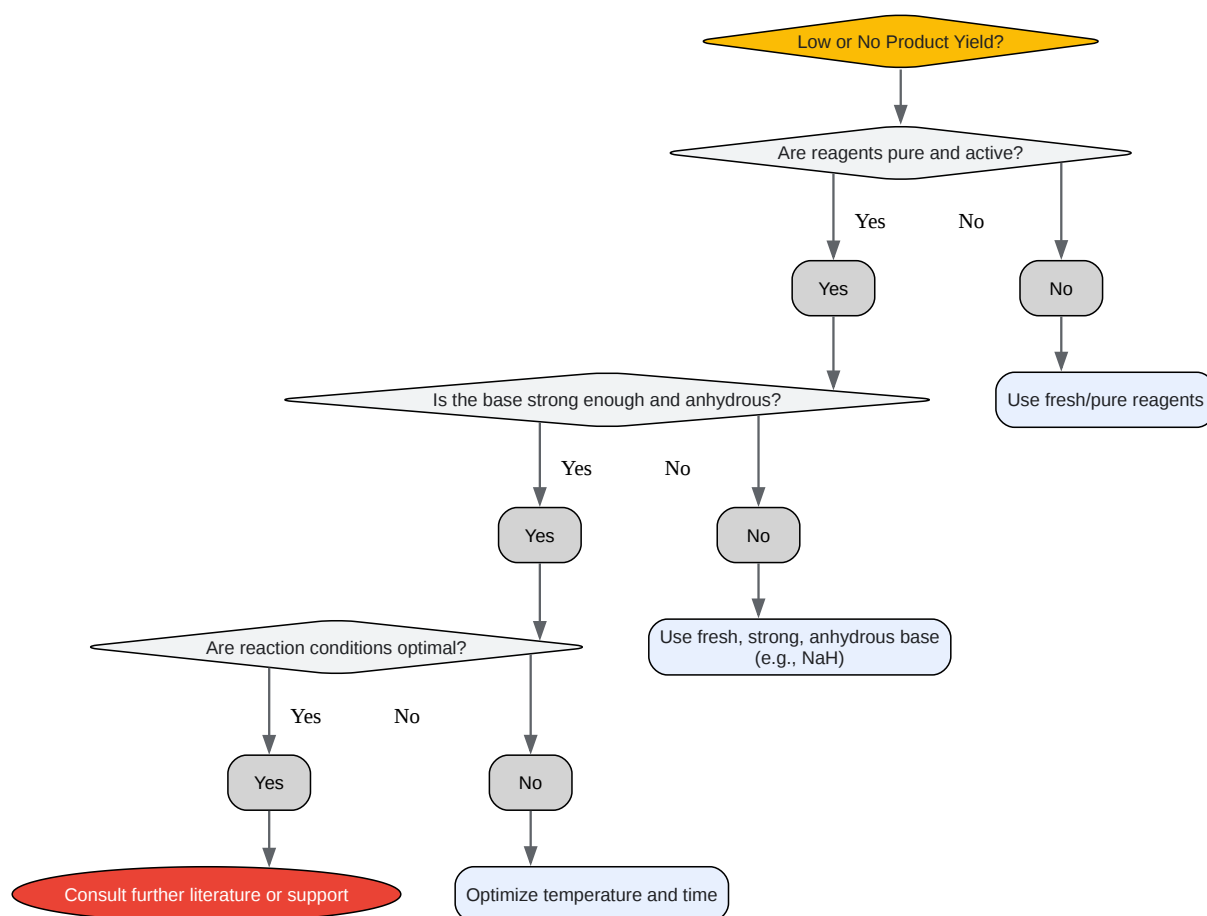 Low or No Product Yield?
Are reagents pure and active?
Yes
No
Yes
No
Is the base strong enough and anhydrous?
Use fresh/pure reagents
Yes
No
Yes
No
Use fresh, strong, anhydrous base
(e.g., NaH)
Are reaction conditions optimal?
Yes
No
Yes
No
Consult further literature or support
Optimize temperature and time